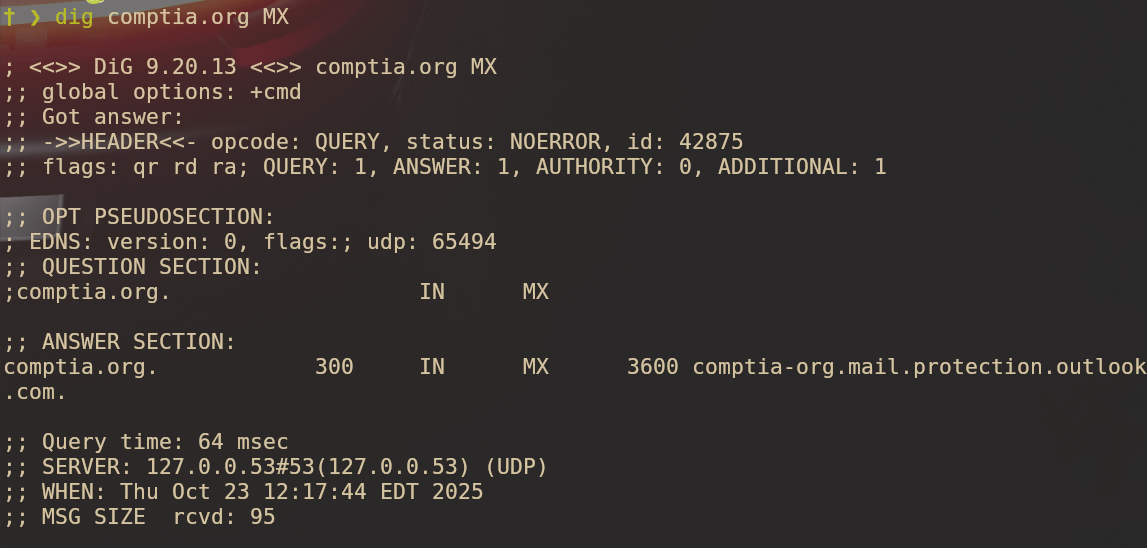 † ❯ dig comptia.org MX

; <<>> DiG 9.20.13 <<>> comptia.org MX
;; global options: +cmd
;; Got answer:
;; ->>HEADER<<- opcode: QUERY, status: NOERROR, id: 42875
;; flags: qr rd ra; QUERY: 1, ANSWER: 1, AUTHORITY: 0, ADDITIONAL: 1

;; OPT PSEUDOSECTION:
; EDNS: version: 0, flags:; udp: 65494
;; QUESTION SECTION:
;comptia.org.                   IN      MX

;; ANSWER SECTION:
comptia.org.            300     IN      MX      3600 comptia-org.mail.protection.outlook
.com.

;; Query time: 64 msec
;; SERVER: 127.0.0.53#53(127.0.0.53) (UDP)
;; WHEN: Thu Oct 23 12:17:44 EDT 2025
;; MSG SIZE  rcvd: 95